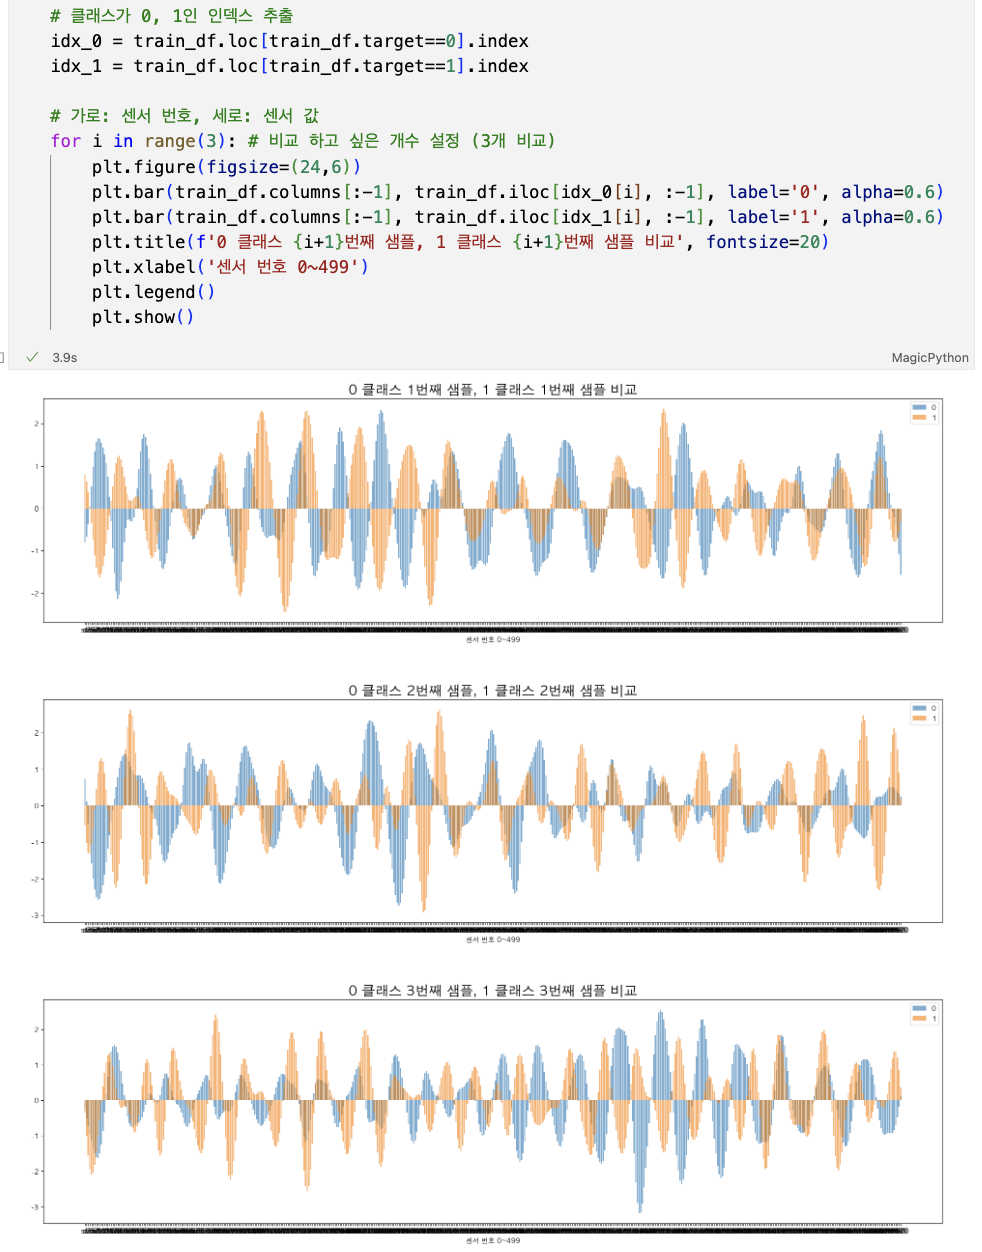 # 클래스가 0, 1인 인덱스 추출
idx_0 = train_df.loc[train_df.target==0].index
idx_1 = train_df.loc[train_df.target==1].index
# 가로: 센서 번호, 세로: 센서 값
for i in range(3): # 비교 하고 싶은 개수 설정 (3개 비교)
plt.figure(figsize=(24,6))
plt.bar(train_df.columns[:-1], train_df.iloc[idx_0[i], :-1], label='0', alpha=0.6)
plt.bar(train_df.columns[:-1], train_df.iloc[idx_1[i], :-1], label='1', alpha=0.6)
plt.title(f'0 클래스 {i+1}번째 샘플, 1 클래스 {i+1}번째 샘플 비교', fontsize=20)
plt.xlabel('센서 번호 0~499')
plt.legend()
plt.show()
3.9s
MagicPython
0 클래스 1번째 샘플, 1 클래스 1번째 샘플 비교
0
1
2
1
0
-1
-2
센서 번호 0~499
0 클래스 2번째 샘플, 1 클래스 2번째 샘플 비교
0
1
2
1
0
-1
-2
-3
센서 번호 0~499
0 클래스 3번째 샘플, 1 클래스 3번째 샘플 비교
0
1
2
1
0
1
-2
-3
센서 번호 0~499